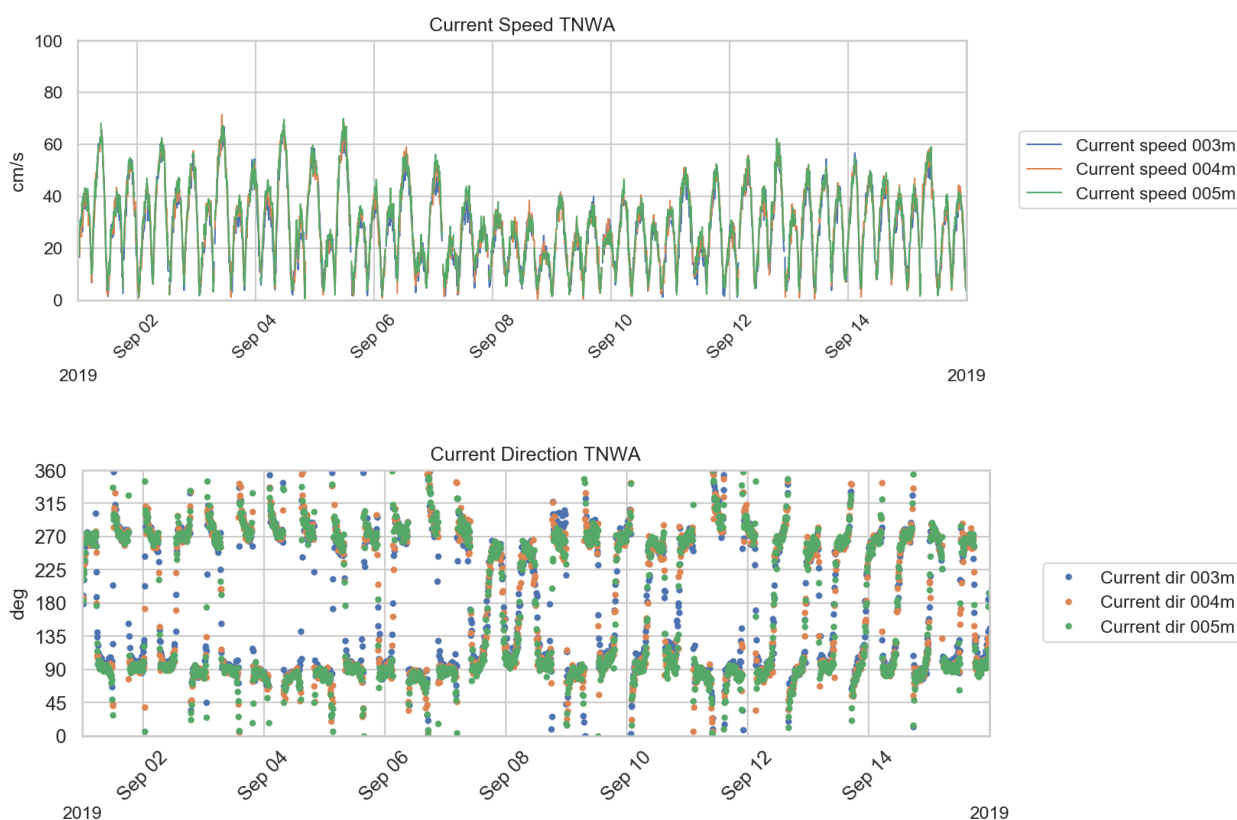 Current Speed TNWA
100
80
60
40
20
0
cm/s
Sep 02
Sep 04
Sep 06
Sep 08
Sep 10
Sep 12
Sep 14
2019
2019
Current speed 003m
Current speed 004m
Current speed 005m
Current Direction TNWA
360
315
270
225
180
135
90
45
0
deg
Sep 02
Sep 04
Sep 06
Sep 08
Sep 10
Sep 12
Sep 14
2019
2019
Current dir 003m
Current dir 004m
Current dir 005m